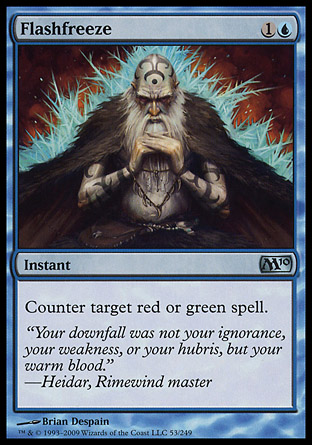 Flashfreeze 1
Instant M10
Counter target red or green spell.
“Your downfall was not your ignorance,
your weakness, or your hubris, but your
warm blood.”
—Heidar, Rimewind master
Brian Despain
™ & © 1993–2009 Wizards of the Coast LLC 53/249